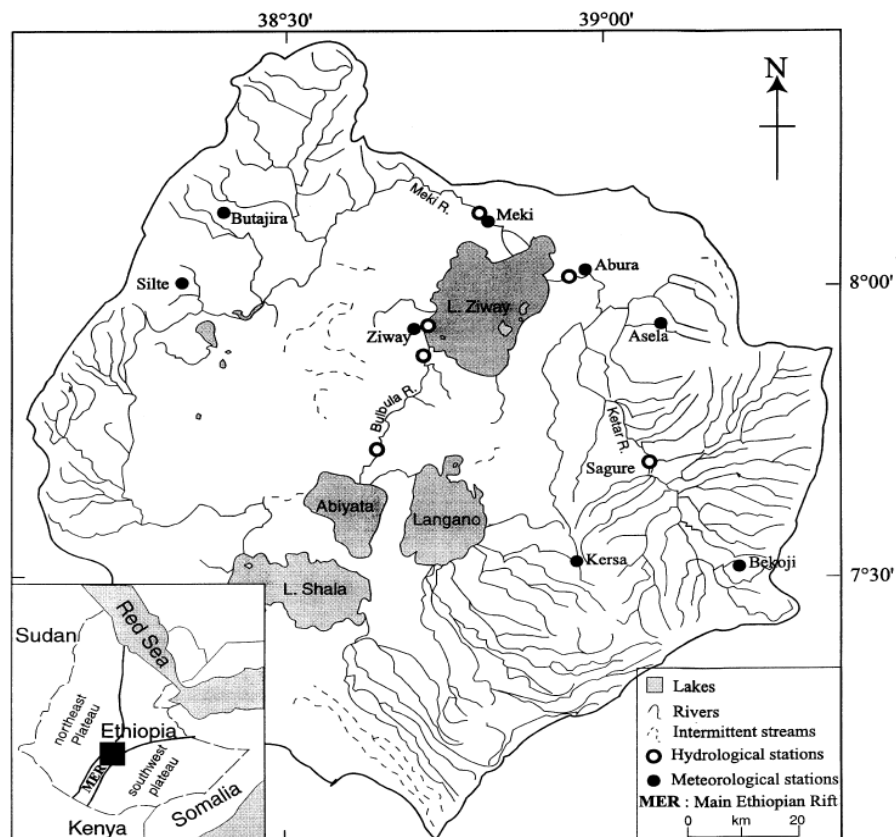 38°30'
39°00'
N
Meki R.
Meki
Butajira
Abura
Silte
8°00'
L. Ziway
Ziway
Asela
Bulbula R.
Ketar R.
Sagure
Abiyata
Langano
Kersa
Bekoji
7°30'
L. Shala
Red Sea
Sudan
northeast
Plateau
Ethiopia
MER
southwest
plateau
Somalia
Kenya
Lakes
Rivers
Intermittent streams
Hydrological stations
Meteorological stations
MER : Main Ethiopian Rift
0 km 20